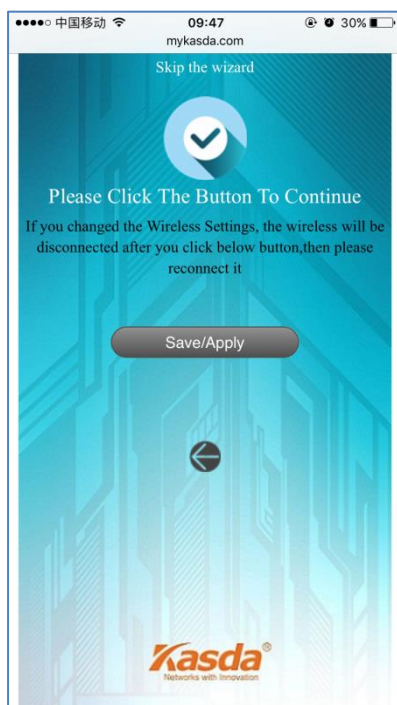 中国移动 09:47 30%
mykasda.com
Skip the wizard
Please Click The Button To Continue
If you changed the Wireless Settings, the wireless will be
disconnected after you click below button,then please
reconnect it
Save/Apply
Kasda®
Networks with Innovation